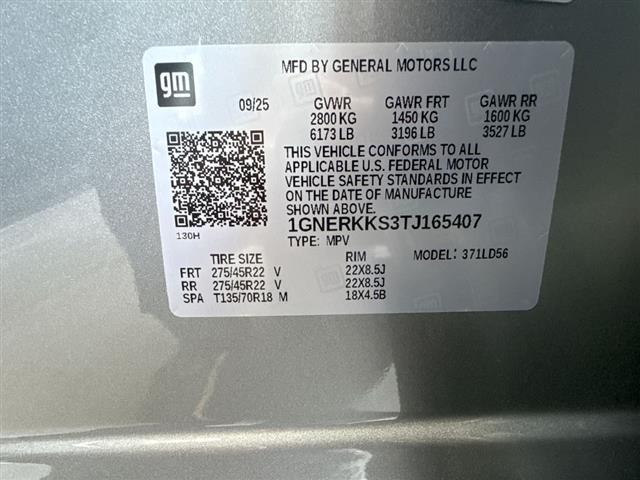 gm
MFD BY GENERAL MOTORS LLC
09/25 GVWR GAWR FRT GAWR RR
2800 KG 1450 KG 1600 KG
6173 LB 3196 LB 3527 LB
THIS VEHICLE CONFORMS TO ALL
APPLICABLE U.S. FEDERAL MOTOR
VEHICLE SAFETY STANDARDS IN EFFECT
ON THE DATE OF MANUFACTURE
SHOWN ABOVE.
130H
1GNERKKS3TJ165407
TYPE: MPV MODEL: 371LD56
TIRE SIZE RIM
FRT 275/45R22 V 22X8.5J
RR 275/45R22 V 22X8.5J
SPA T135/70R18 M 18X4.5B